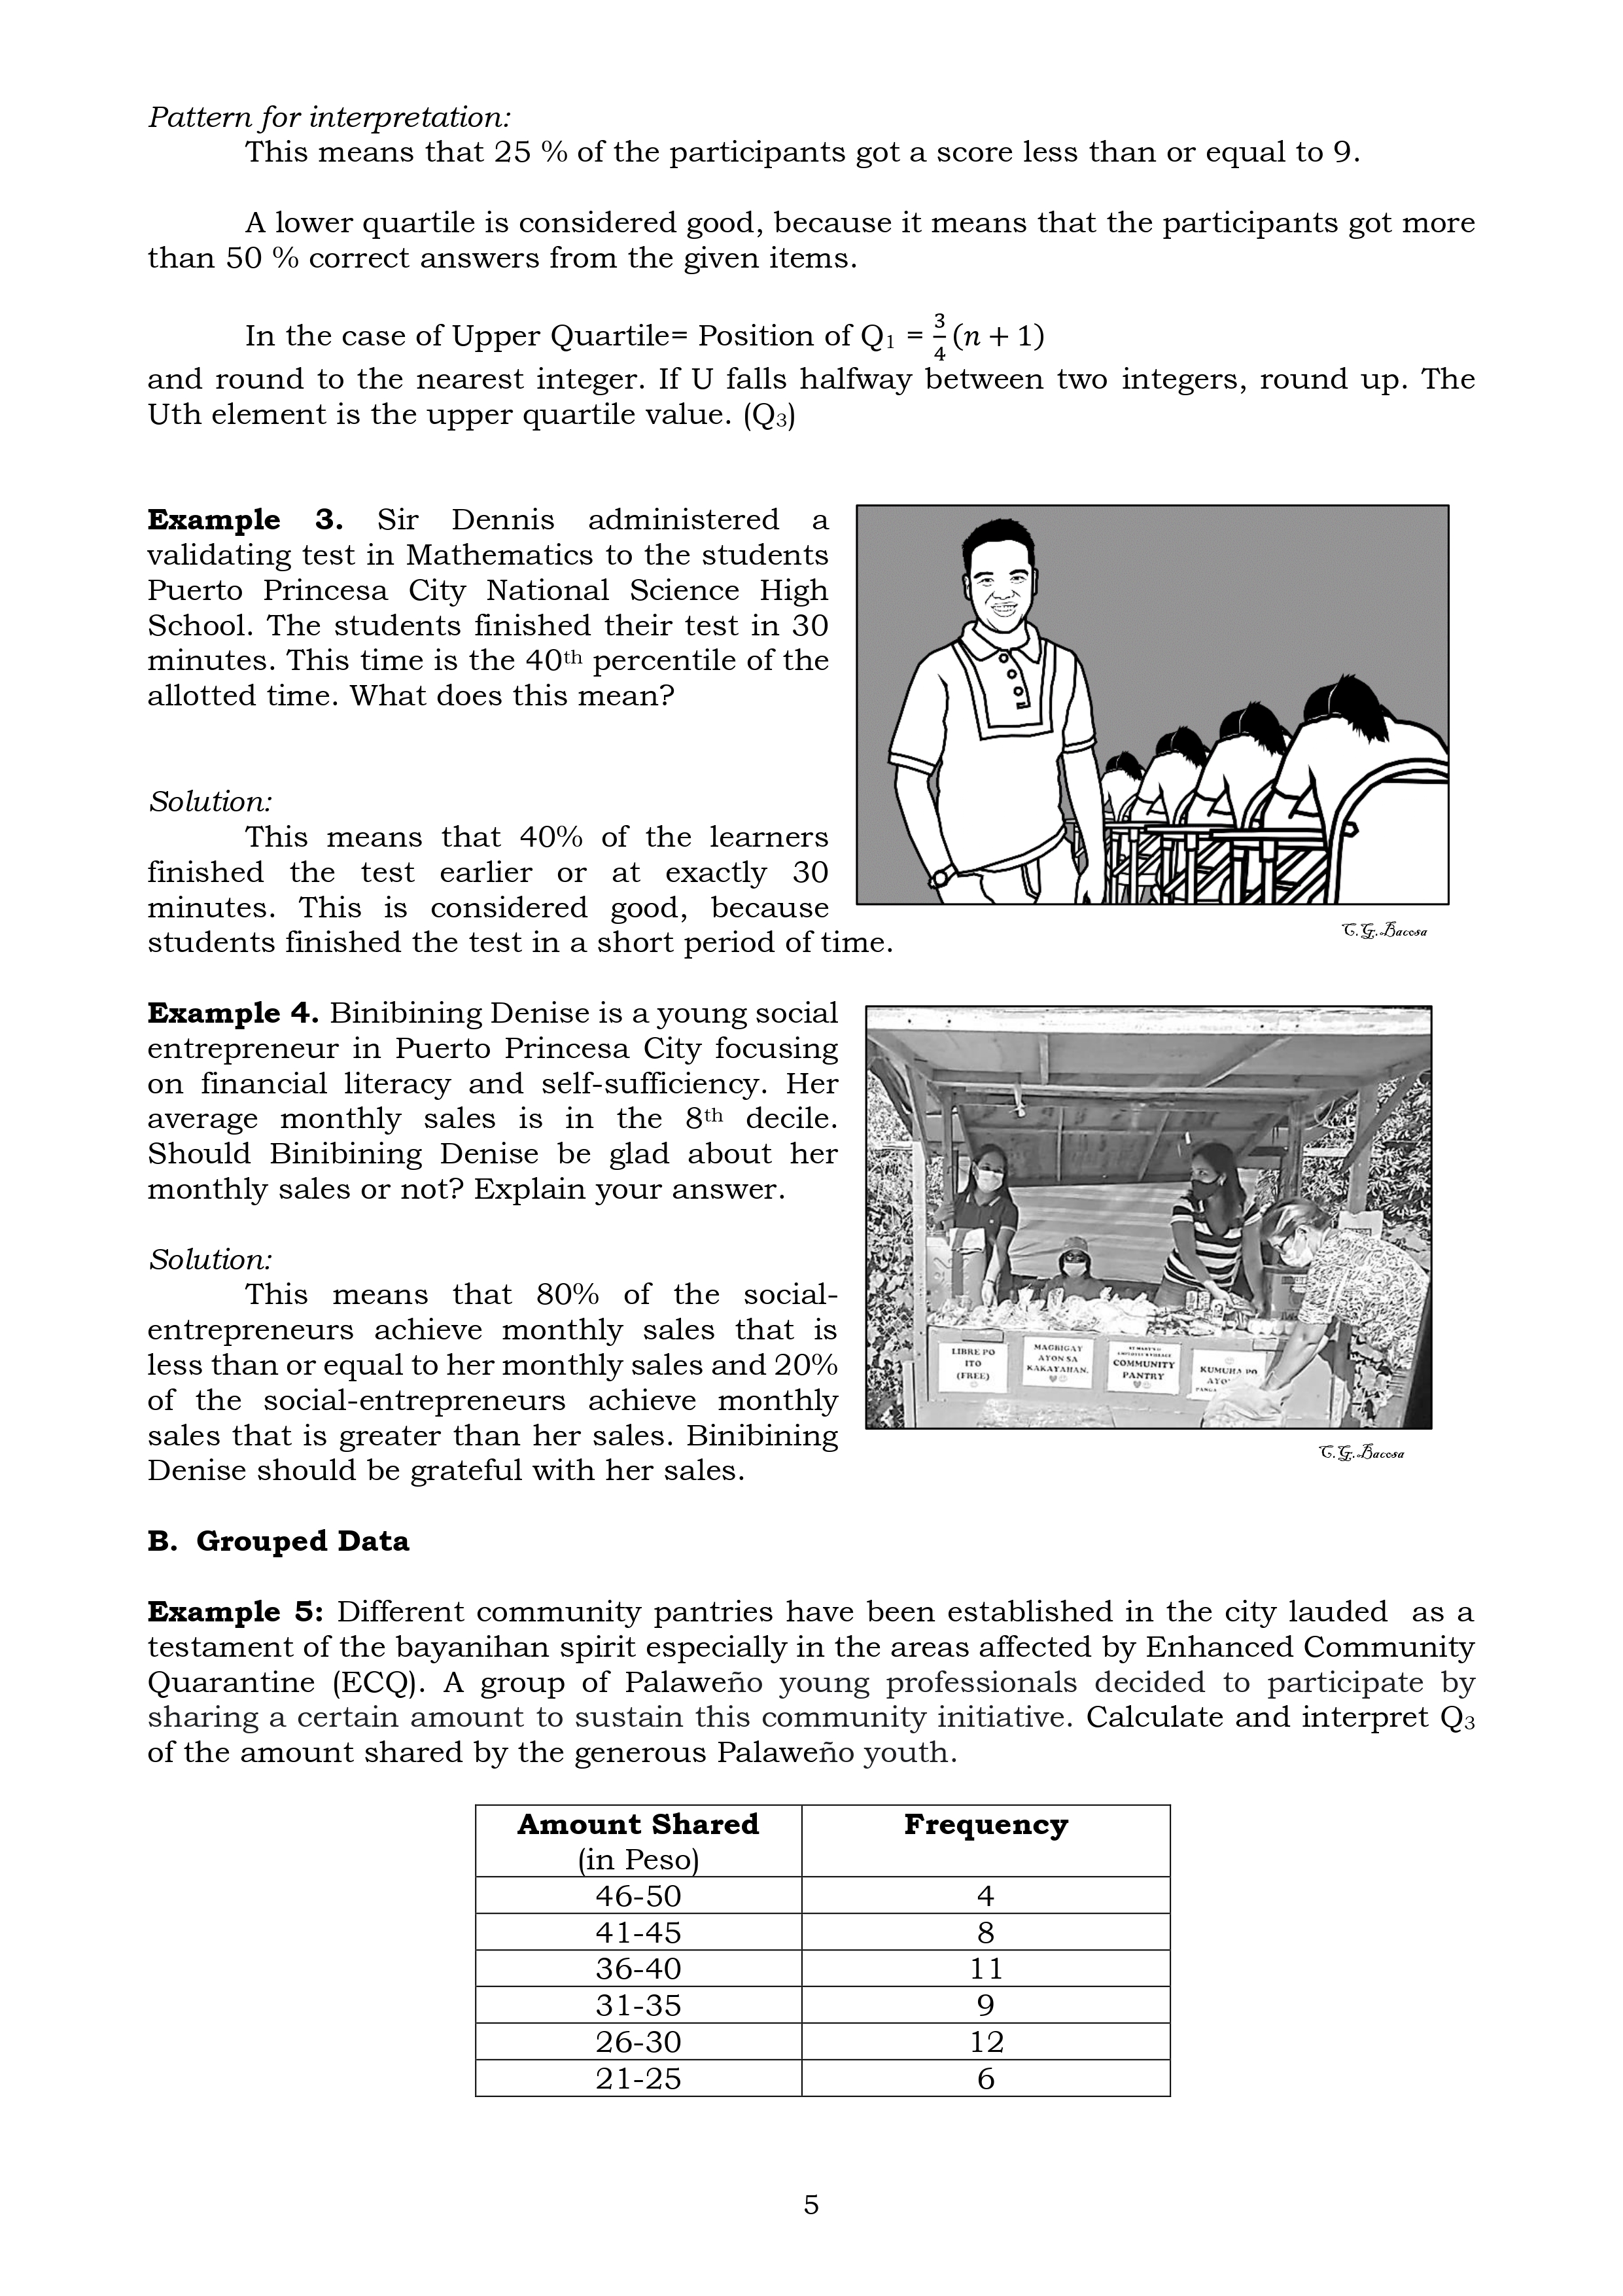 Pattern for interpretation:
This means that 25 % of the participants got a score less than or equal to 9.
A lower quartile is considered good, because it means that the participants got more
than 50 % correct answers from the given items.
In the case of Upper Quartile= Position of Q₁ = 3/4 (n + 1)
and round to the nearest integer. If U falls halfway between two integers, round up. The
Uth element is the upper quartile value. (Q₃)
Example 3. Sir Dennis administered a
validating test in Mathematics to the students
Puerto Princesa City National Science High
School. The students finished their test in 30
minutes. This time is the 40th percentile of the
allotted time. What does this mean?
Solution:
This means that 40% of the learners
finished the test earlier or at exactly 30
minutes. This is considered good, because
students finished the test in a short period of time.
C.G.Bacosa
Example 4. Binibining Denise is a young social
entrepreneur in Puerto Princesa City focusing
on financial literacy and self-sufficiency. Her
average monthly sales is in the 8th decile.
Should Binibining Denise be glad about her
monthly sales or not? Explain your answer.
Solution:
This means that 80% of the social-
entrepreneurs achieve monthly sales that is
less than or equal to her monthly sales and 20%
of the social-entrepreneurs achieve monthly
sales that is greater than her sales. Binibining
Denise should be grateful with her sales.
LIBRE PO
ITO
(FREE)
MAGBIGAY
AYON SA
KAKAYAHAN.
COMMUNITY
PANTRY
KUMUHA PO
C.G.Bacosa
B. Grouped Data
Example 5: Different community pantries have been established in the city lauded as a
testament of the bayanihan spirit especially in the areas affected by Enhanced Community
Quarantine (ECQ). A group of Palaweño young professionals decided to participate by
sharing a certain amount to sustain this community initiative. Calculate and interpret Q₃
of the amount shared by the generous Palaweño youth.
Amount Shared Frequency
(in Peso)
46-50 4
41-45 8
36-40 11
31-35 9
26-30 12
21-25 6
5